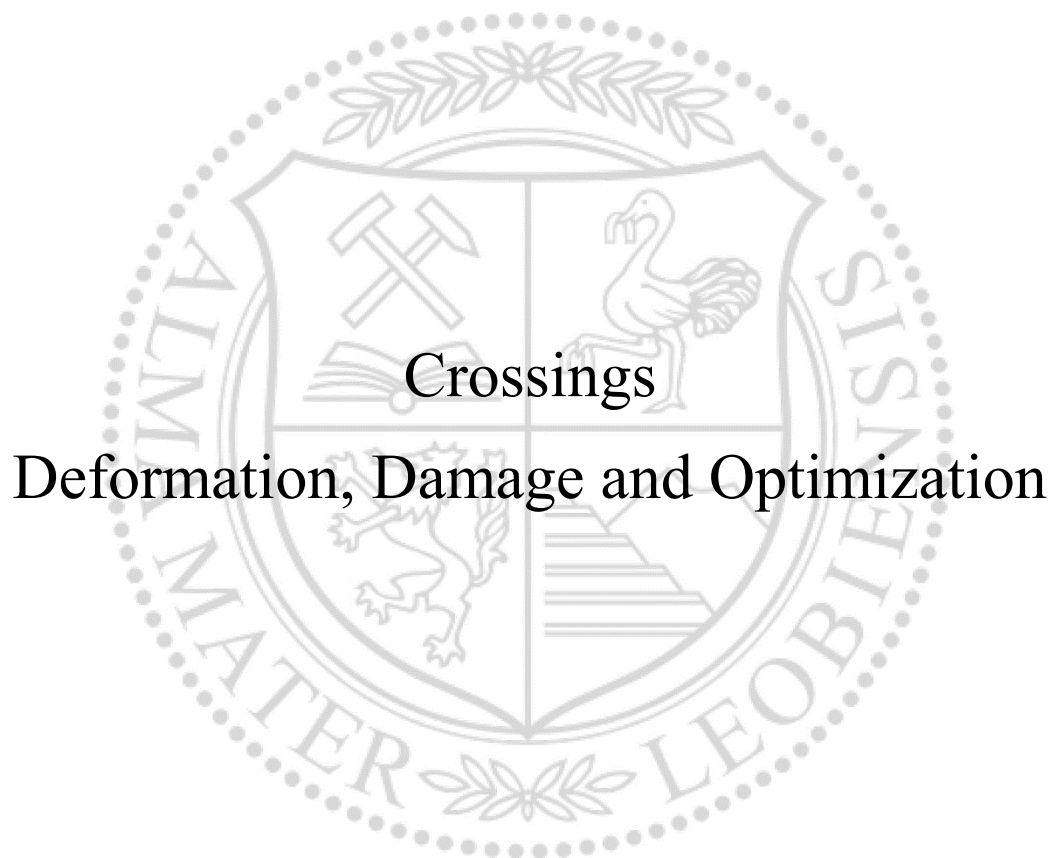 Crossings
Deformation, Damage and Optimization
ALMA MATER LEOBIENSIS